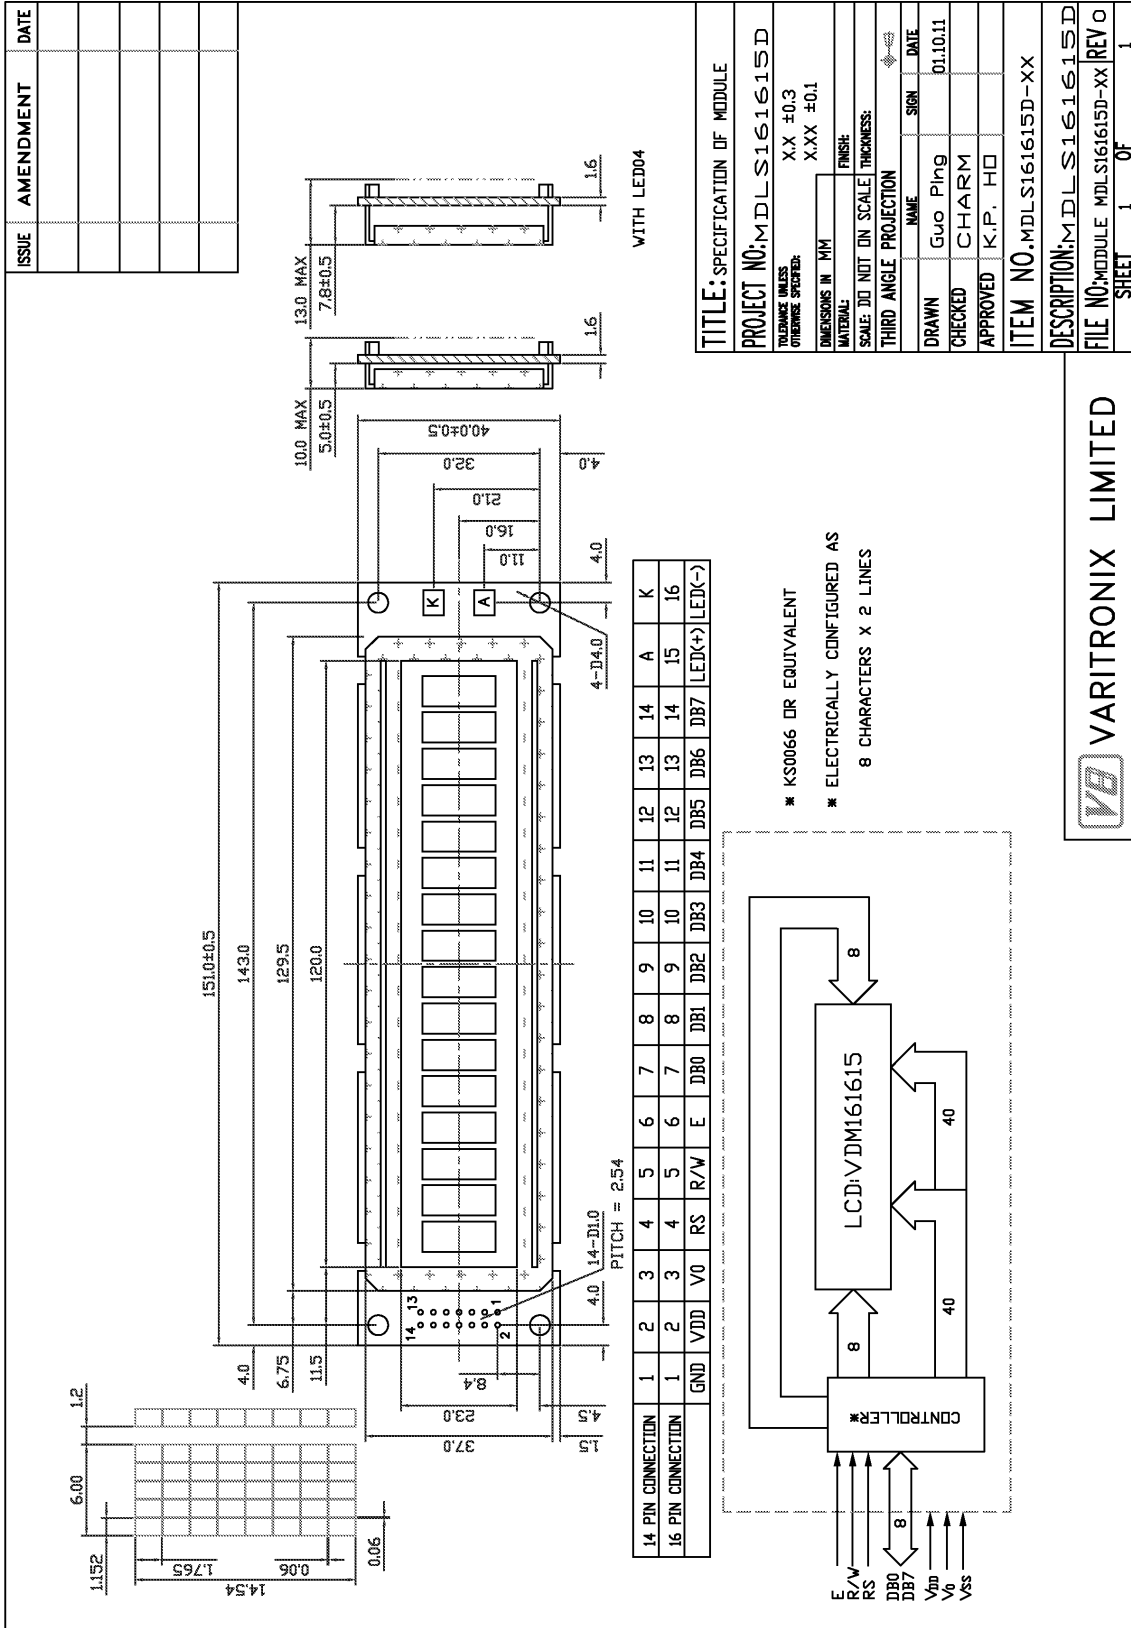 ISSUE AMENDMENT DATE
13.0 MAX
7.8±0.5
1.6
WITH LED04
10.0 MAX
5.0±0.5
1.6
40.0±0.5
32.0
4.0
21.0
16.0
11.0
4.0
151.0±0.5
143.0
129.5
120.0
K
A
4-D4.0
14 13
2 1
14-D1.0
PITCH = 2.54
4.0
4.0
6.75
11.5
8.4
23.0
37.0
4.5
1.5
1.2
6.00
1.152
1.765
14.54
0.06
0.06
14 PIN CONNECTION 1 2 3 4 5 6 7 8 9 10 11 12 13 14 A K
16 PIN CONNECTION 1 2 3 4 5 6 7 8 9 10 11 12 13 14 15 16
GND VDD V0 RS R/W E DB0 DB1 DB2 DB3 DB4 DB5 DB6 DB7 LED(+) LED(-)
* KS0066 OR EQUIVALENT
* ELECTRICALLY CONFIGURED AS
8 CHARACTERS X 2 LINES
E
R/W
RS
DB0
DB7
8
VDD
V0
VSS
CONTROLLER*
8
40
40
8
LCD:VDM161615
TITLE: SPECIFICATION OF MODULE
PROJECT NO: MDLS161615D
TOLERANCE UNLESS
OTHERWISE SPECIFIED:
X.X ±0.3
X.XX ±0.1
DIMENSIONS IN MM
MATERIAL: FINISH:
SCALE: DO NOT ON SCALE THICKNESS:
THIRD ANGLE PROJECTION
NAME SIGN DATE
DRAWN Guo Ping 01.10.11
CHECKED CHARM
APPROVED K.P. HO
ITEM NO. MDLS161615D-XX
DESCRIPTION: MDLS161615D
FILE NO: MODULE MDLS161615D-XX REV 0
SHEET 1 OF 1
VARITRONIX LIMITED